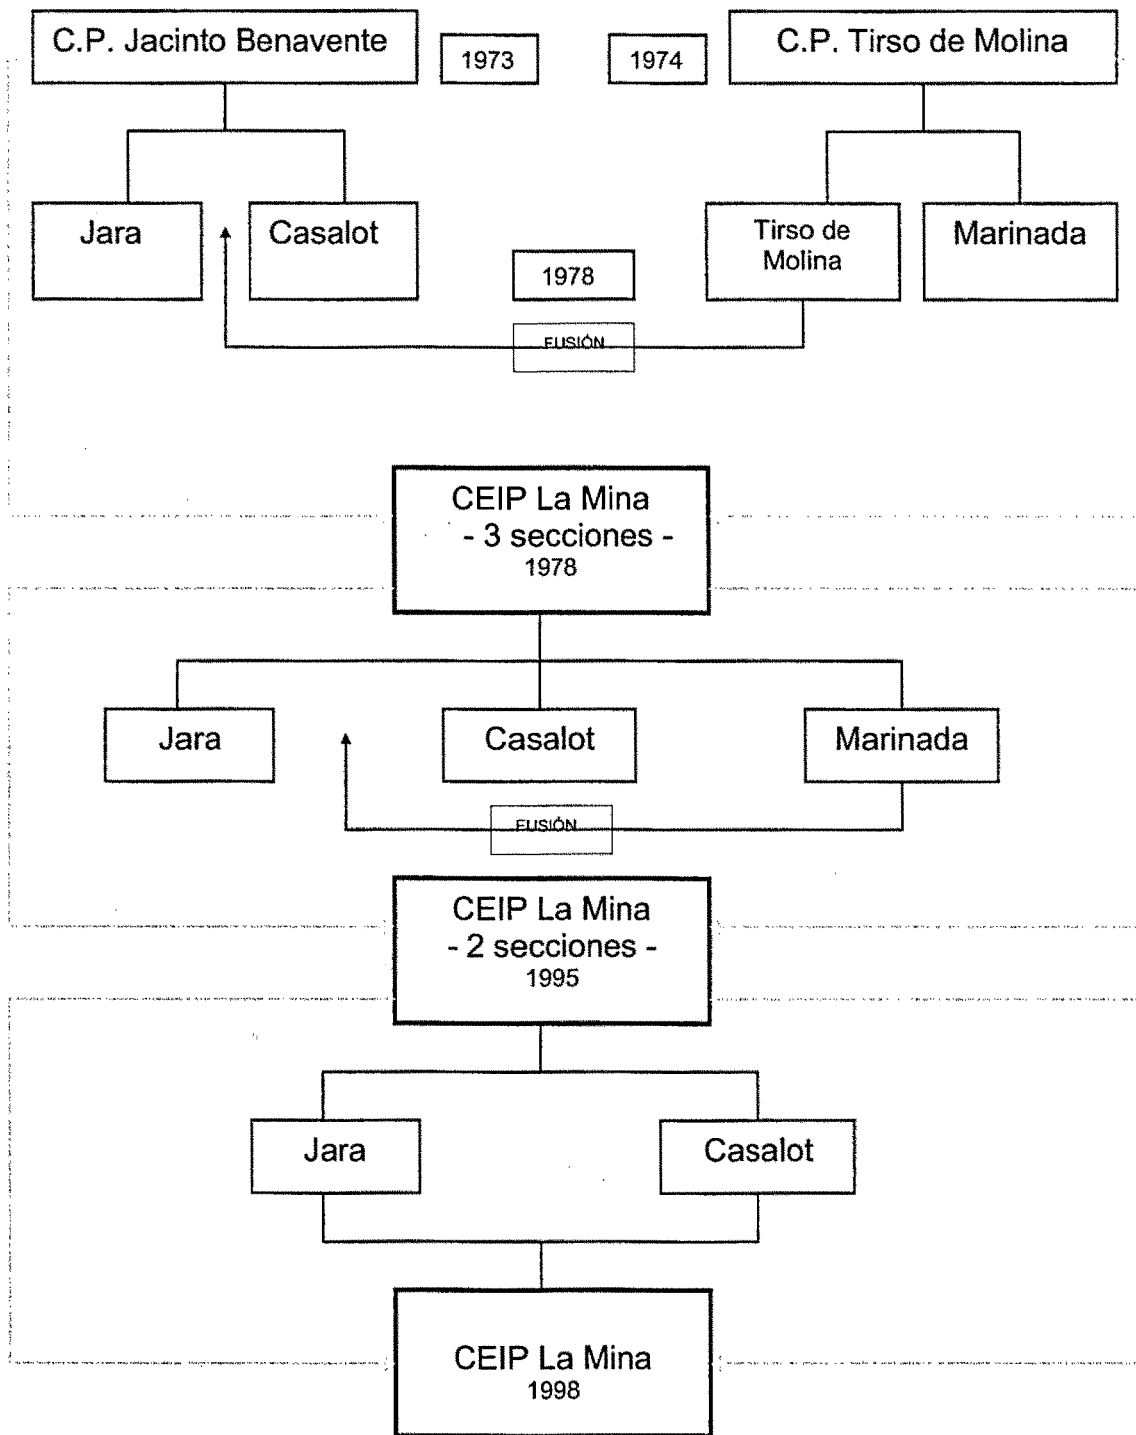 C.P. Jacinto Benavente
1973
1974
C.P. Tirso de Molina
Jara
Casalot
Tirso de
Molina
Marinada
1978
FUSIÓN
CEIP La Mina
- 3 secciones -
1978
Jara
Casalot
Marinada
FUSIÓN
CEIP La Mina
- 2 secciones -
1995
Jara
Casalot
CEIP La Mina
1998